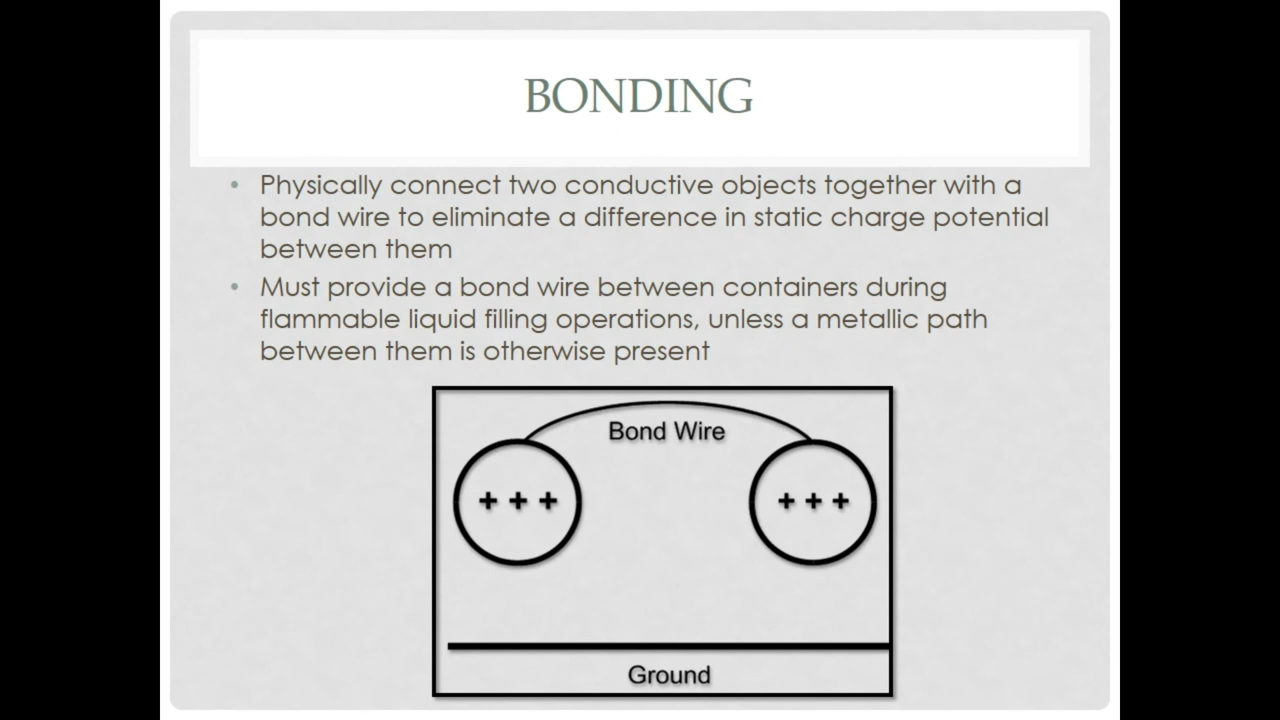 BONDING
• Physically connect two conductive objects together with a
bond wire to eliminate a difference in static charge potential
between them
• Must provide a bond wire between containers during
flammable liquid filling operations, unless a metallic path
between them is otherwise present
Bond Wire
+ + +
+ + +
Ground